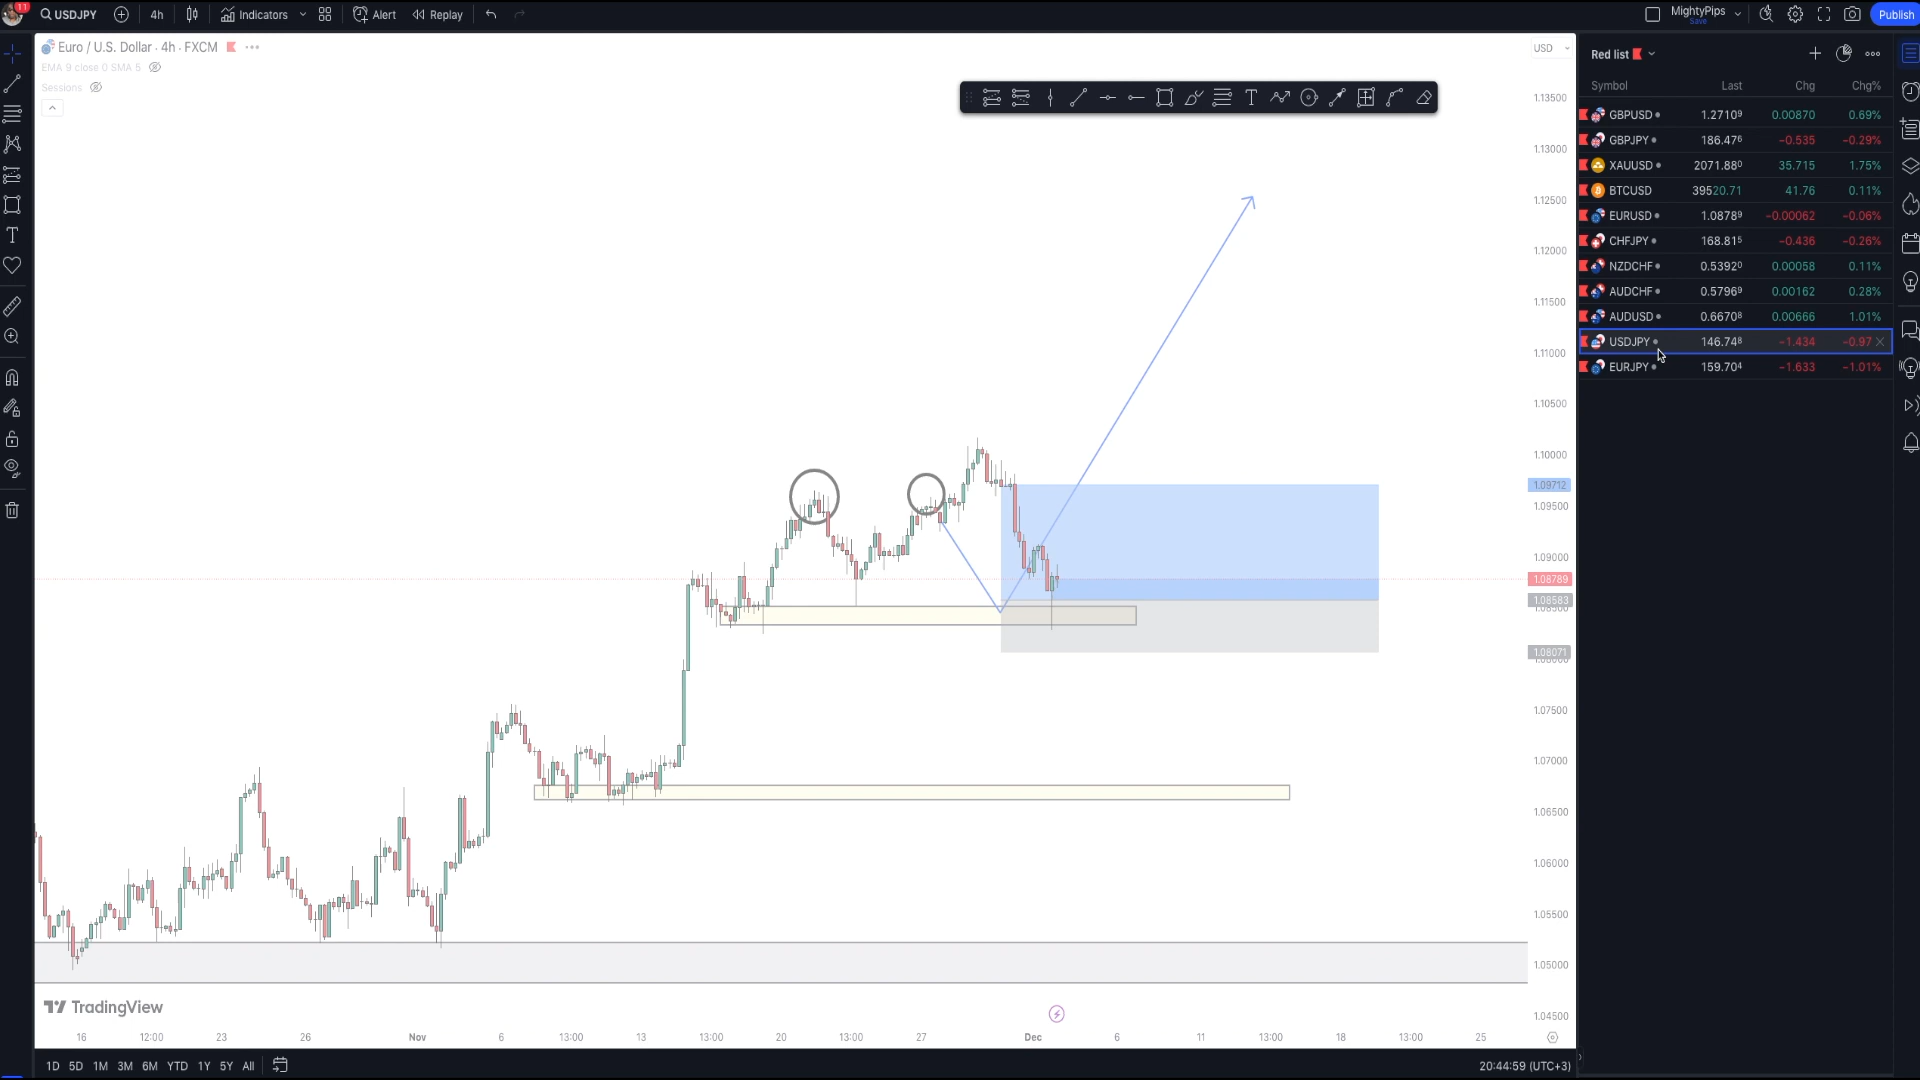 11
USDJPY
4h
Indicators
Alert
Replay
MightyPips
Save
Publish
Euro / U.S. Dollar · 4h · FXCM
USD
EMA 9 close 0 SMA 5
Sessions
1.13500
1.13000
1.12500
1.12000
1.11500
1.11000
1.10500
1.10000
1.09712
1.09500
1.09000
1.08789
1.08583
1.08071
1.07500
1.07000
1.06500
1.06000
1.05500
1.05000
1.04500
TradingView
16 12:00 23 26 Nov 6 13:00 13 13:00 20 13:00 27 Dec 6 11 13:00 18 13:00 25
1D 5D 1M 3M 6M YTD 1Y 5Y All
20:44:59 (UTC+3)
Red list
Symbol Last Chg Chg%
GBPUSD 1.27109 0.00870 0.69%
GBPJPY 186.476 −0.535 −0.29%
XAUUSD 2071.880 35.715 1.75%
BTCUSD 39520.71 41.76 0.11%
EURUSD 1.08789 −0.00062 −0.06%
CHFJPY 168.815 −0.436 −0.26%
NZDCHF 0.53920 0.00058 0.11%
AUDCHF 0.57969 0.00162 0.28%
AUDUSD 0.66708 0.00666 1.01%
USDJPY 146.748 −1.434 −0.97
EURJPY 159.704 −1.633 −1.01%